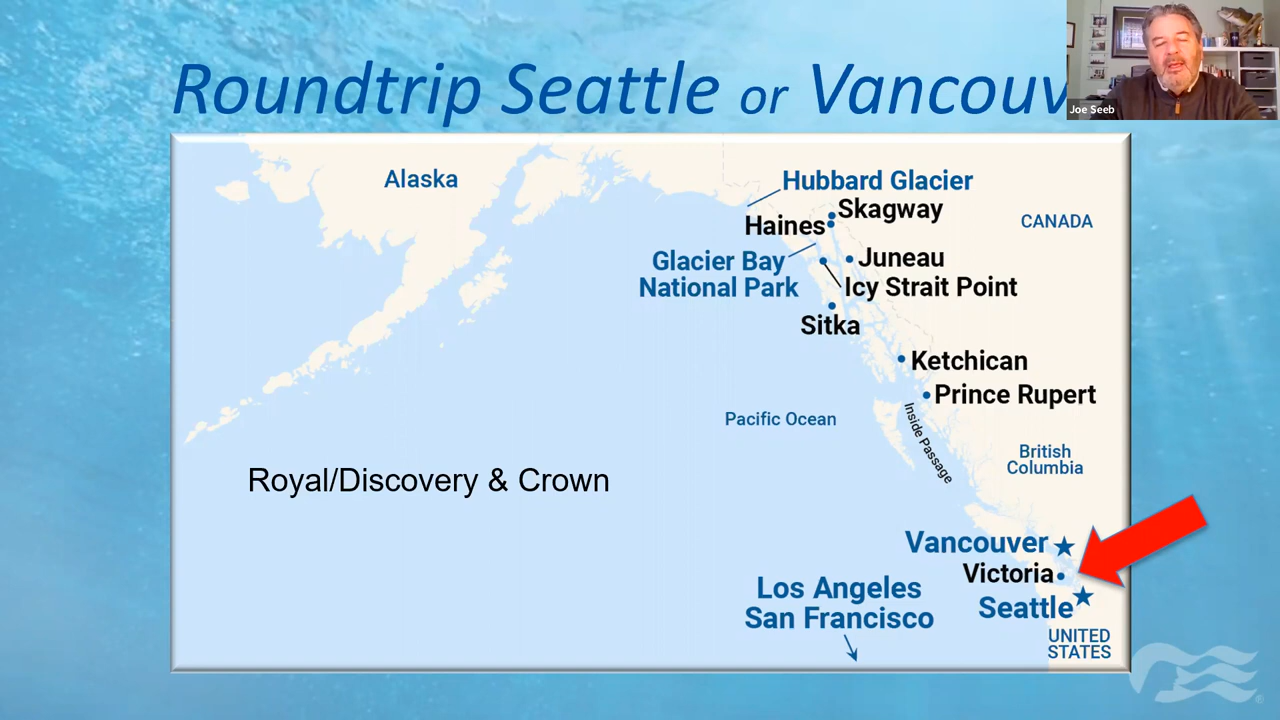 Roundtrip Seattle or Vancouv
Joe Seeb
Alaska
Hubbard Glacier
Skagway
Haines
CANADA
Glacier Bay
National Park
Juneau
Icy Strait Point
Sitka
Ketchican
Prince Rupert
Inside Passage
Pacific Ocean
British
Columbia
Royal/Discovery & Crown
Vancouver
Victoria
Los Angeles
San Francisco
Seattle
UNITED
STATES
®